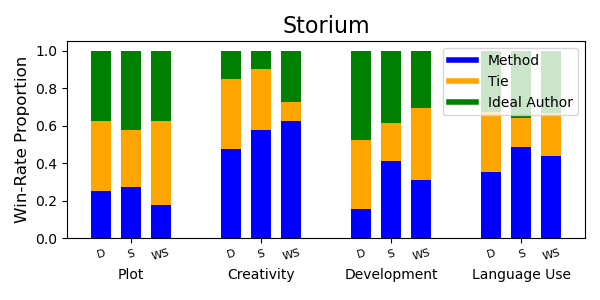 Storium
Win-Rate Proportion
1.0
0.8
0.6
0.4
0.2
0.0
Method
Tie
Ideal Author
D S WS D S WS D S WS D S WS
Plot Creativity Development Language Use